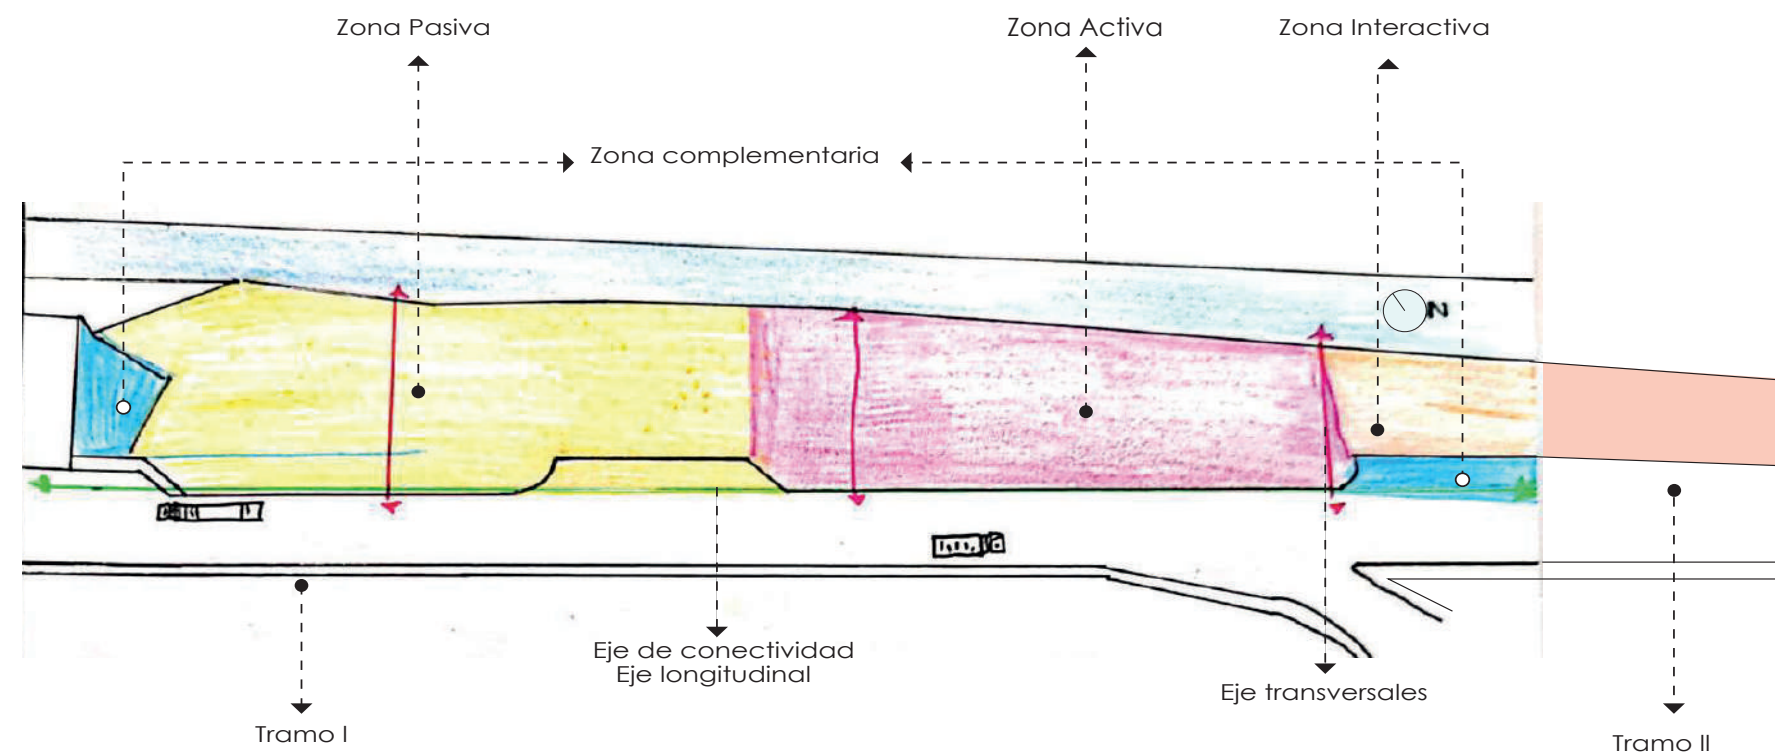 Zona Pasiva
Zona Activa
Zona Interactiva
Zona complementaria
N
Eje de conectividad
Eje longitudinal
Eje transversales
Tramo I
Tramo II